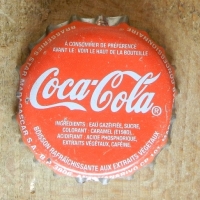 À CONSOMMER DE PRÉFÉRENCE
AVANT LE : VOIR LE HAUT DE LA BOUTEILLE
Coca-Cola®
INGRÉDIENTS : EAU GAZÉIFIÉE, SUCRE,
COLORANT : CARAMEL (E150D),
ACIDIFIANT : ACIDE PHOSPHORIQUE,
EXTRAITS VÉGÉTAUX, CAFÉINE.
BOISSON RAFRAÎCHISSANTE AUX EXTRAITS VÉGÉTAUX